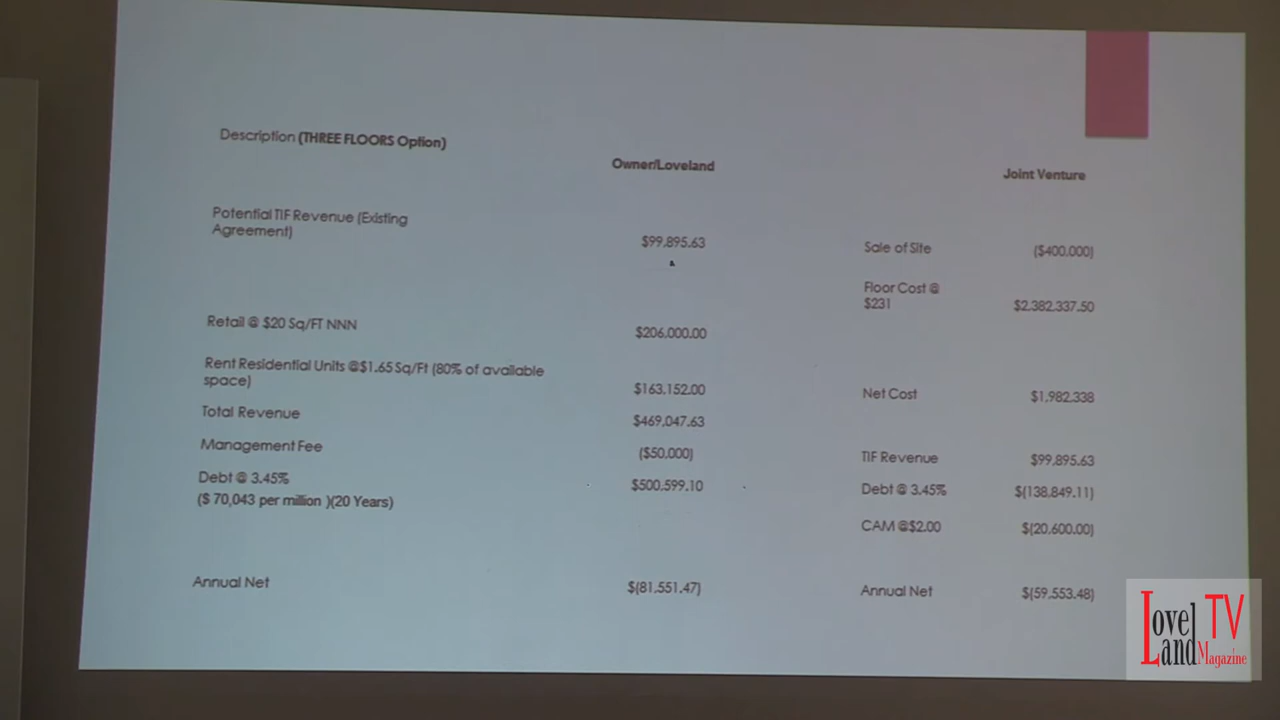 Description (THREE FLOORS Option)
Owner/Loveland
Joint Venture
Potential TIF Revenue (Existing
Agreement)
$99,895.63
Sale of Site
($400,000)
Floor Cost @
$231
$2,382,337.50
Retail @ $20 Sq/FT NNN
$206,000.00
Rent Residential Units @$1.65 Sq/Ft (80% of available
space)
$163,152.00
Net Cost
$1,982,338
Total Revenue
$469,047.63
Management Fee
($50,000)
TIF Revenue
$99,895.63
Debt @ 3.45%
($ 70,043 per million )(20 Years)
$500,599.10
Debt @ 3.45%
$(138,849.11)
CAM @$2.00
$(20,600.00)
Annual Net
$(81,551.47)
Annual Net
$(59,553.48)
Lovel TV
Land Magazine